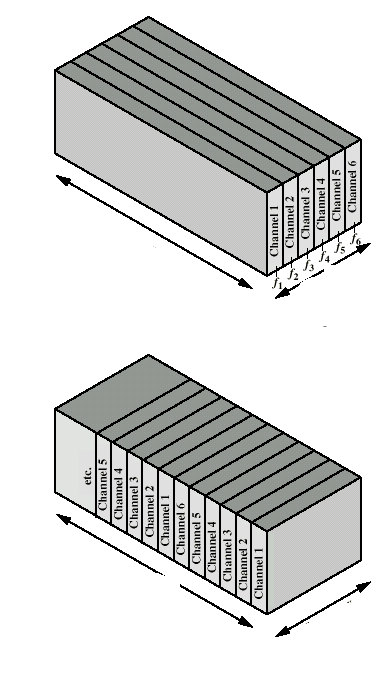 Channel 1
Channel 2
Channel 3
Channel 4
Channel 5
Channel 6
f1
f2
f3
f4
f5
f6
etc.
Channel 5
Channel 4
Channel 3
Channel 2
Channel 1
Channel 6
Channel 5
Channel 4
Channel 3
Channel 2
Channel 1